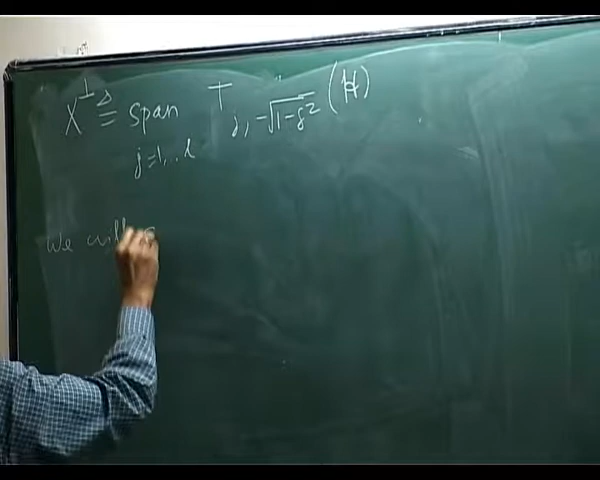 X^⊥ ≜ span T_{j, -√(1-δ²)} (H)
j=1,..l
We will